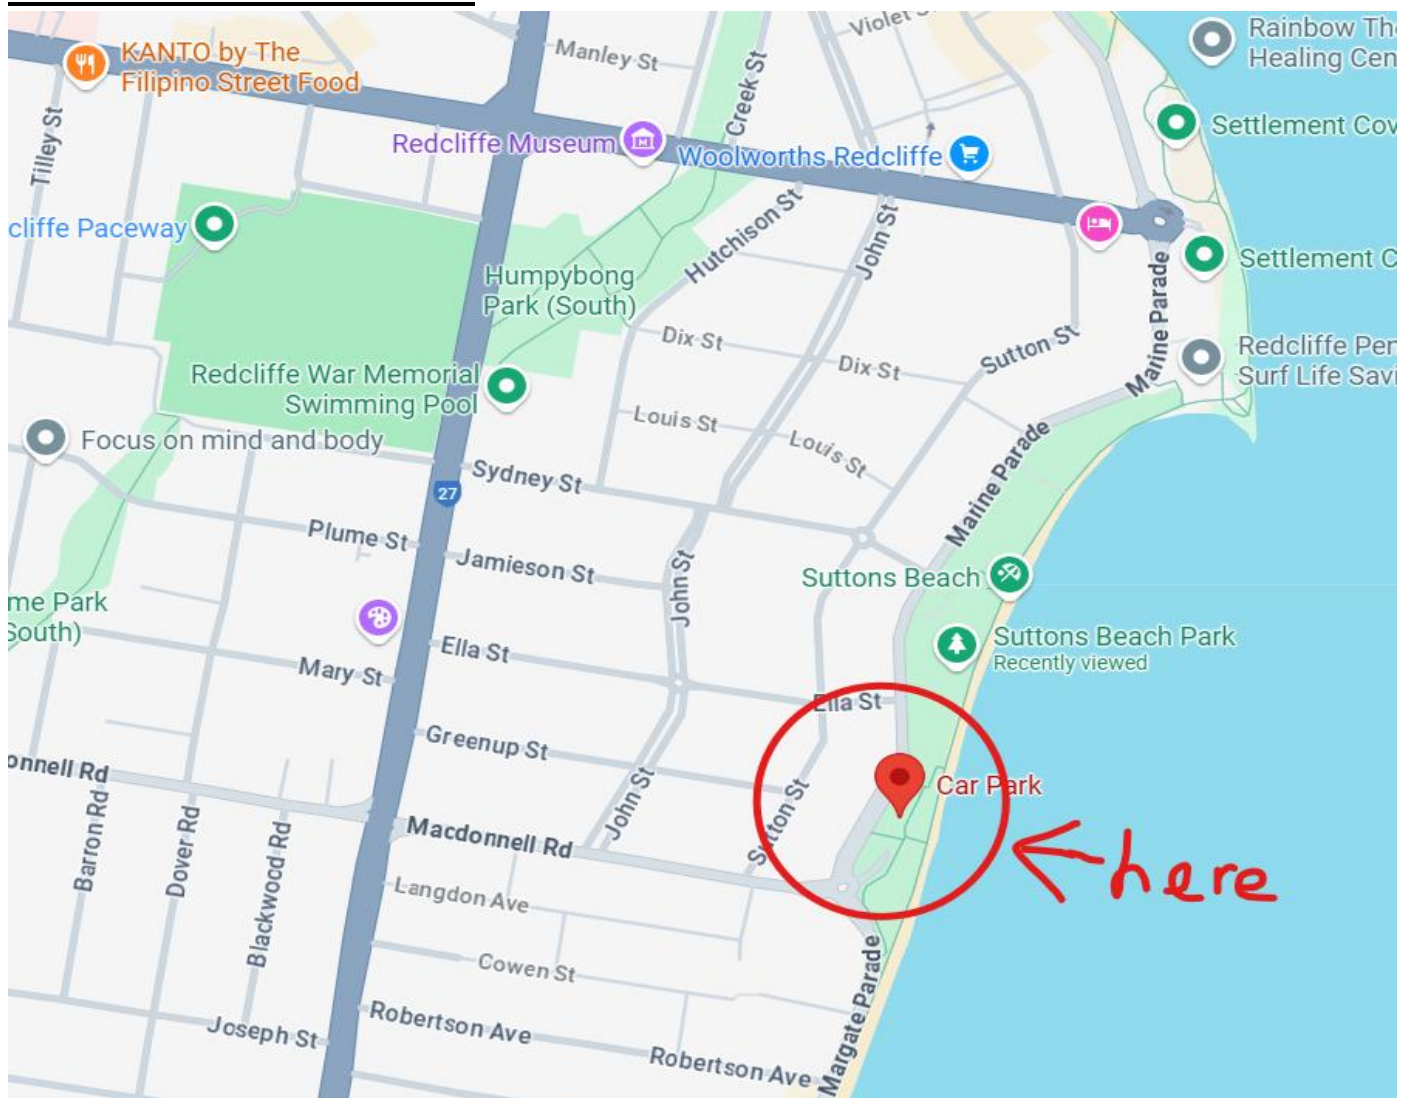 KANTO by The
Filipino Street Food
Manley St
Violet
Rainbow The
Healing Cen
Tilley St
Creek St
Redcliffe Museum
Woolworths Redcliffe
Settlement Cov
cliffe Paceway
Hutchison St
John St
Settlement C
Humpybong
Park (South)
Marine Parade
Dix St
Dix St
Sutton St
Redcliffe Per
Surf Life Savi
Redcliffe War Memorial
Swimming Pool
Louis St
Louis St
Focus on mind and body
Sydney St
27
Marine Parade
Plume St
Jamieson St
John St
Suttons Beach
me Park
South)
Suttons Beach Park
Recently viewed
Ella St
Mary St
Ella St
Greenup St
onnell Rd
John St
Sutton St
Car Park
Barron Rd
Dover Rd
Blackwood Rd
Macdonnell Rd
here
Langdon Ave
Cowen St
Margate Parade
Joseph St
Robertson Ave
Robertson Ave